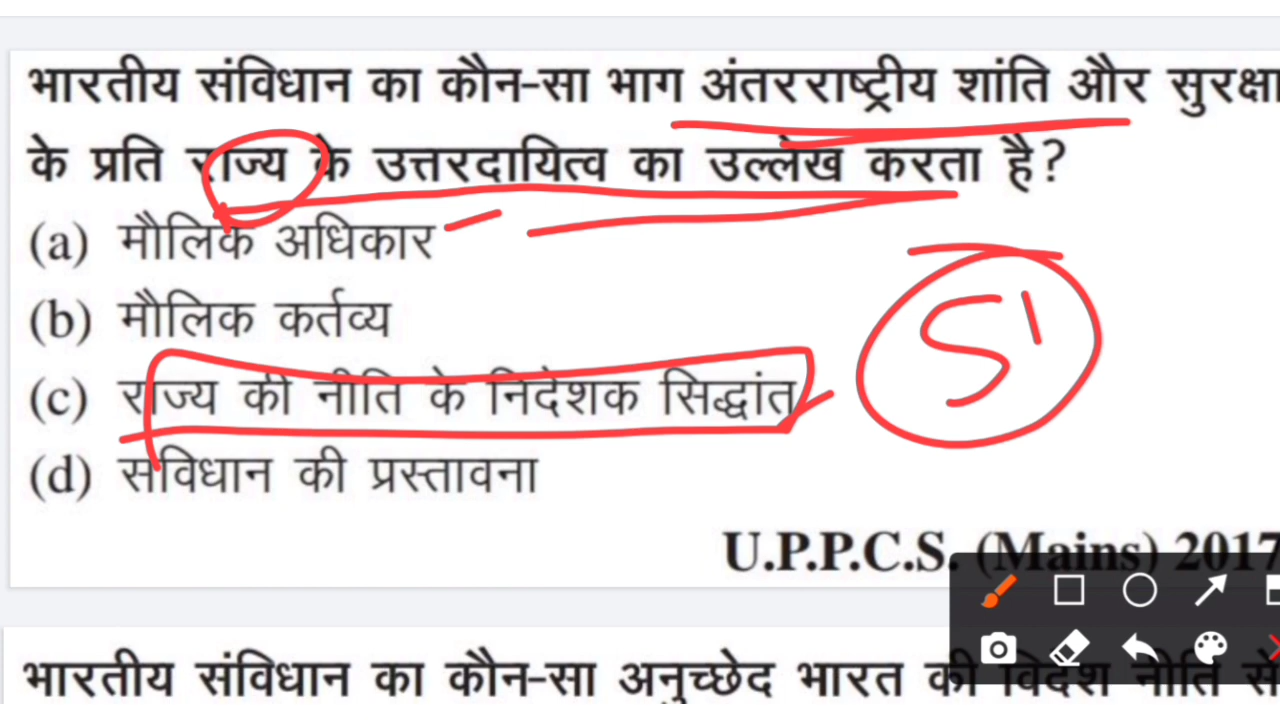 भारतीय संविधान का कौन-सा भाग अंतरराष्ट्रीय शांति और सुरक्षा
के प्रति राज्य के उत्तरदायित्व का उल्लेख करता है?
(a) मौलिक अधिकार
(b) मौलिक कर्तव्य
(c) राज्य की नीति के निदेशक सिद्धांत
51
(d) संविधान की प्रस्तावना
U.P.P.C.S. (Mains) 2017
भारतीय संविधान का कौन-सा अनुच्छेद भारत की विदेश नीति से